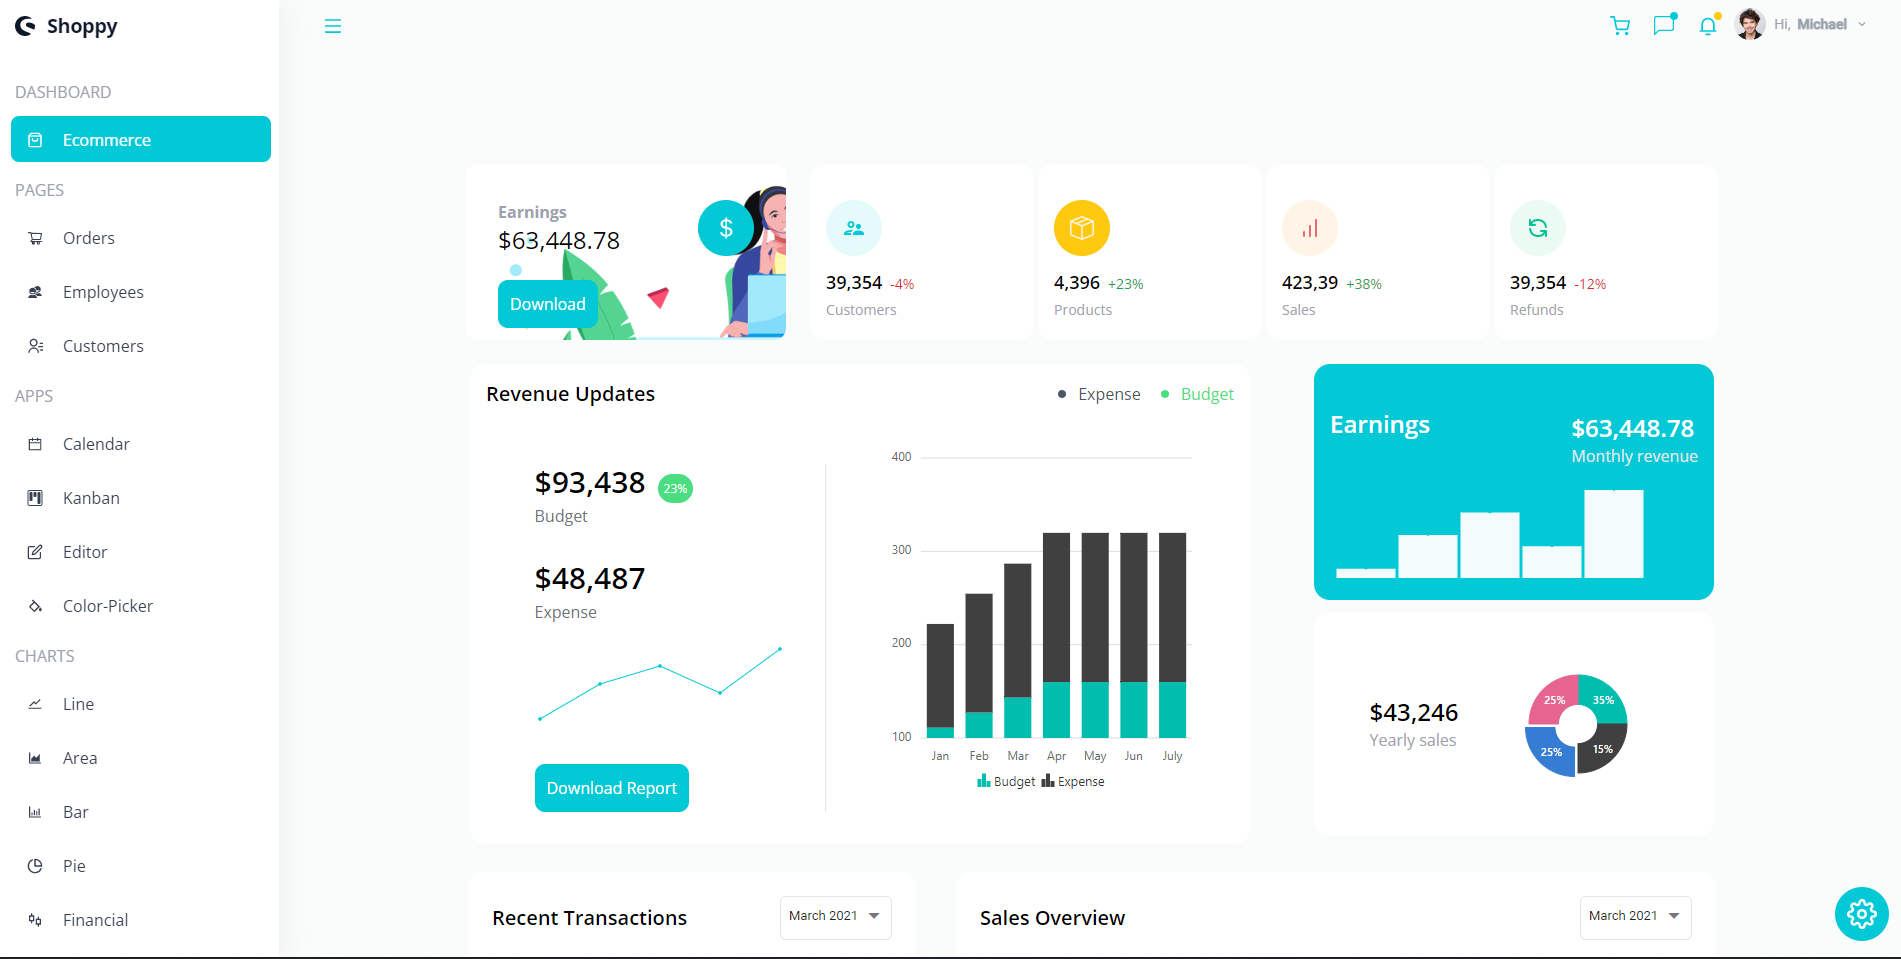 Shoppy
Hi, Michael
DASHBOARD
Ecommerce
PAGES
Orders
Employees
Customers
APPS
Calendar
Kanban
Editor
Color-Picker
CHARTS
Line
Area
Bar
Pie
Financial
Earnings
$63,448.78
$
Download
39,354 -4%
Customers
4,396 +23%
Products
423,39 +38%
Sales
39,354 -12%
Refunds
Revenue Updates
Expense Budget
$93,438 23%
Budget
$48,487
Expense
Download Report
400
300
200
100
Jan Feb Mar Apr May Jun July
Budget Expense
Earnings
$63,448.78
Monthly revenue
$43,246
Yearly sales
25% 35%
25% 15%
Recent Transactions
March 2021
Sales Overview
March 2021